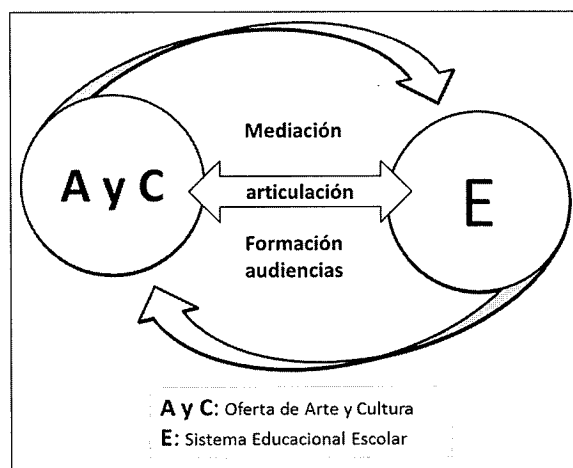 Mediación
A y C
articulación
E
Formación
audiencias
A y C: Oferta de Arte y Cultura
E: Sistema Educacional Escolar